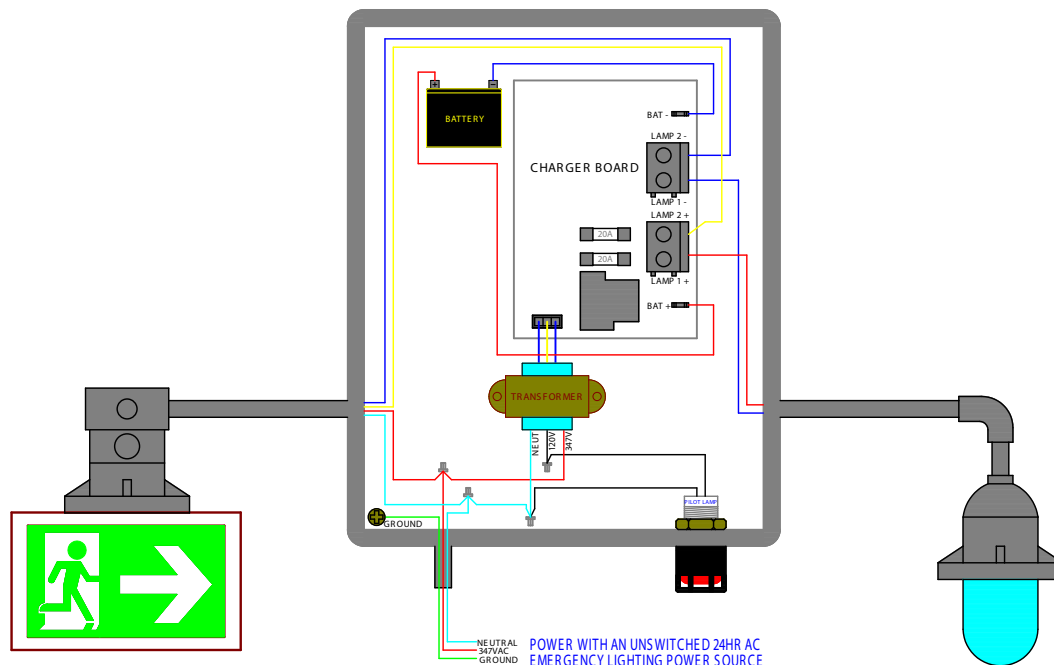 +
-
BATTERY
BAT -
LAMP 2 -
CHARGER BOARD
LAMP 1 -
LAMP 2 +
20A
20A
LAMP 1 +
BAT +
TRANSFORMER
NEUT
120V
347V
PILOT LAMP
GROUND
NEUTRAL
347VAC
GROUND
POWER WITH AN UNSWITCHED 24HR AC
EMERGENCY LIGHTING POWER SOURCE